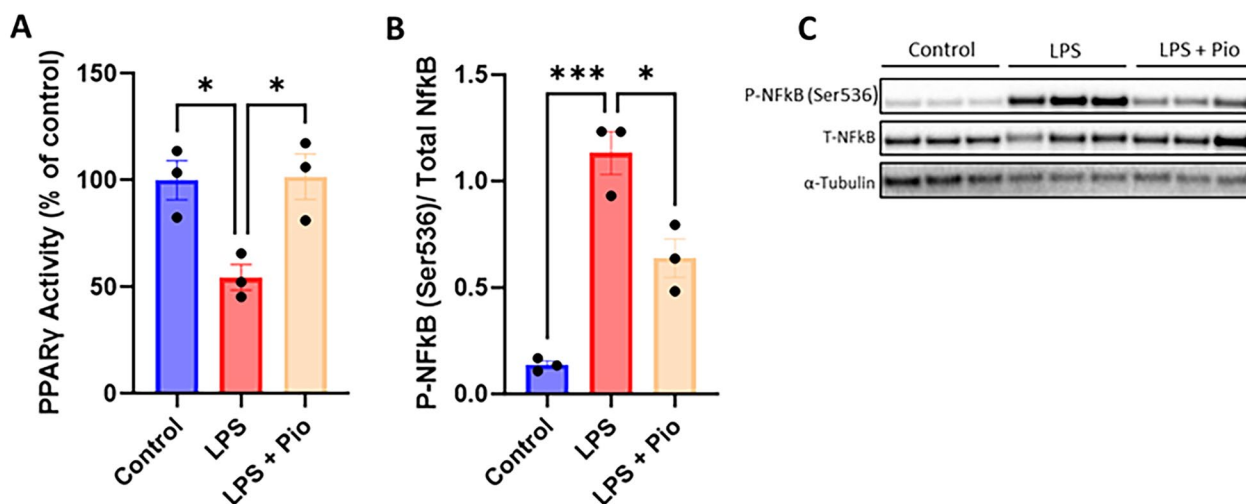 A
PPARγ Activity (% of control)
150
100
50
0
* *
Control
LPS
LPS + Pio
B
P-NFkB (Ser536)/ Total NfkB
1.5
1.0
0.5
0.0
*** *
Control
LPS
LPS + Pio
C
Control LPS LPS + Pio
P-NFkB (Ser536)
T-NFkB
α-Tubulin